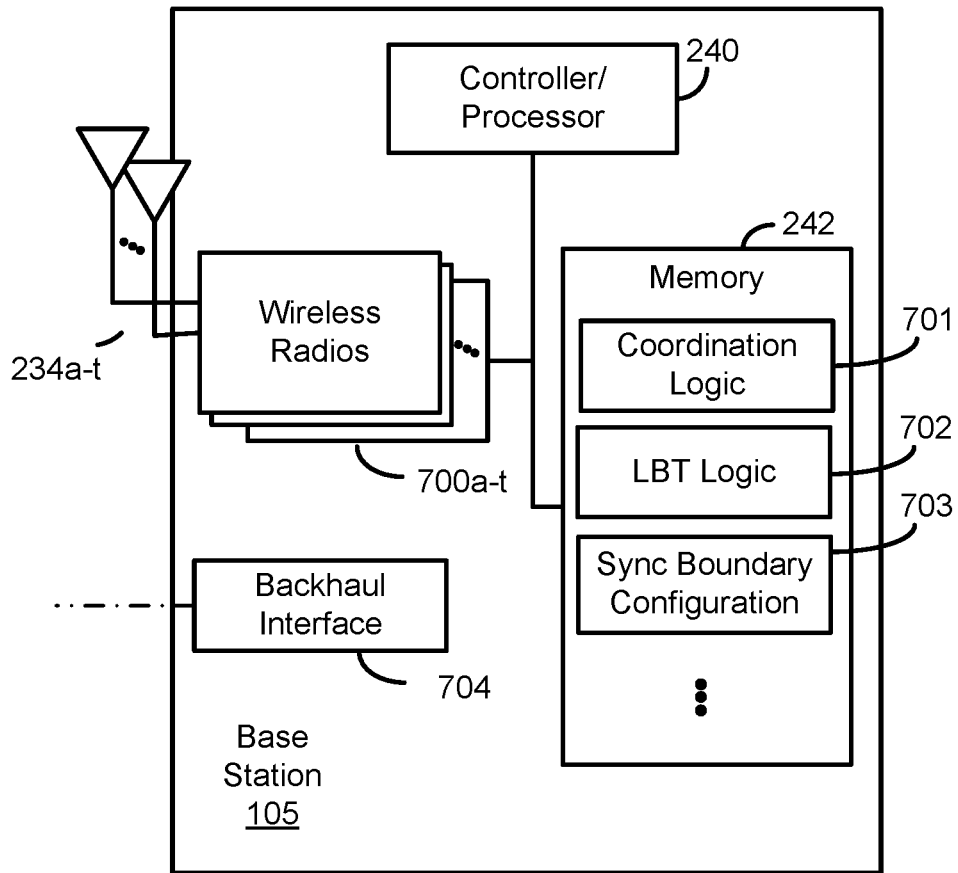 240
Controller/
Processor
242
Memory
701
Coordination
Logic
Wireless
Radios
234a-t
700a-t
702
LBT Logic
703
Sync Boundary
Configuration
Backhaul
Interface
704
Base
Station
105